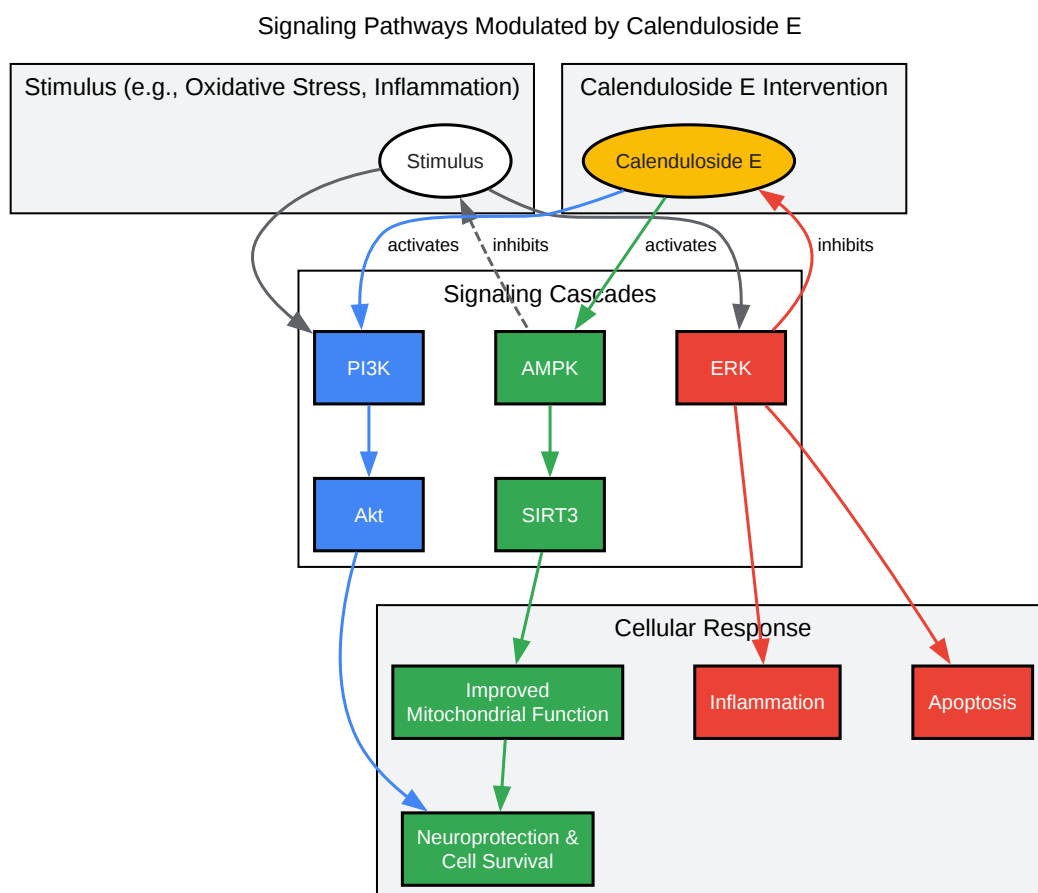 Signaling Pathways Modulated by Calenduloside E
Stimulus (e.g., Oxidative Stress, Inflammation)
Calenduloside E Intervention
Stimulus
Calenduloside E
activates
inhibits
activates
inhibits
Signaling Cascades
PI3K
AMPK
ERK
Akt
SIRT3
Cellular Response
Improved
Mitochondrial Function
Inflammation
Apoptosis
Neuroprotection &
Cell Survival